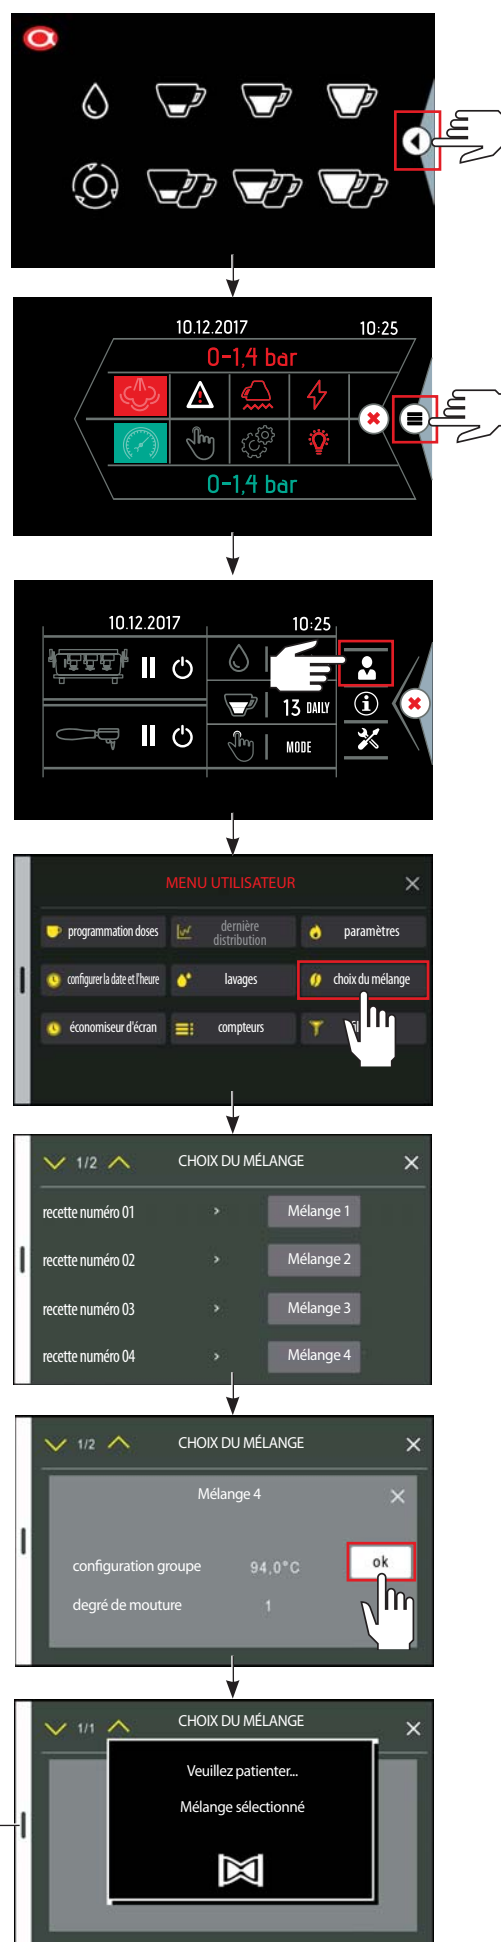 10.12.2017 10:25
0-1,4 bar
0-1,4 bar
10.12.2017 10:25
13 DAILY
MODE
MENU UTILISATEUR
programmation doses
dernière
distribution
paramètres
configurer la date et l'heure
lavages
choix du mélange
économiseur d'écran
compteurs
1/2 CHOIX DU MÉLANGE
recette numéro 01 > Mélange 1
recette numéro 02 > Mélange 2
recette numéro 03 > Mélange 3
recette numéro 04 > Mélange 4
1/2 CHOIX DU MÉLANGE
Mélange 4
configuration groupe 94,0°C
ok
degré de mouture 1
1/1 CHOIX DU MÉLANGE
Veuillez patienter...
Mélange sélectionné